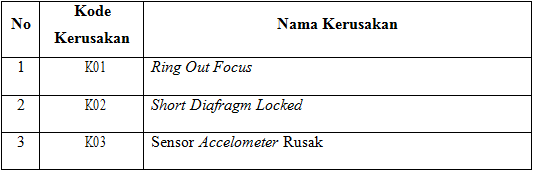 No Kode Kerusakan Nama Kerusakan
1 K01 Ring Out Focus
2 K02 Short Diafragm Locked
3 K03 Sensor Accelometer Rusak